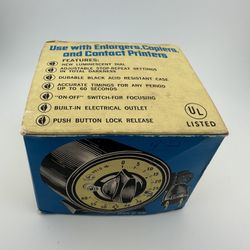 Use with Enlargers, Copiers
and Contact Printers
FEATURES:
NEW LUMINESCENT DIAL
ADJUSTABLE STOP-REPEAT SETTINGS
IN TOTAL DARKNESS
DURABLE BLACK ACID RESISTANT CASE
ACCURATE TIMINGS FOR ANY PERIOD
UP TO 60 SECONDS
"ON-OFF" SWITCH-FOR FOCUSING
BUILT-IN ELECTRICAL OUTLET
PUSH BUTTON LOCK RELEASE
UL
LISTED